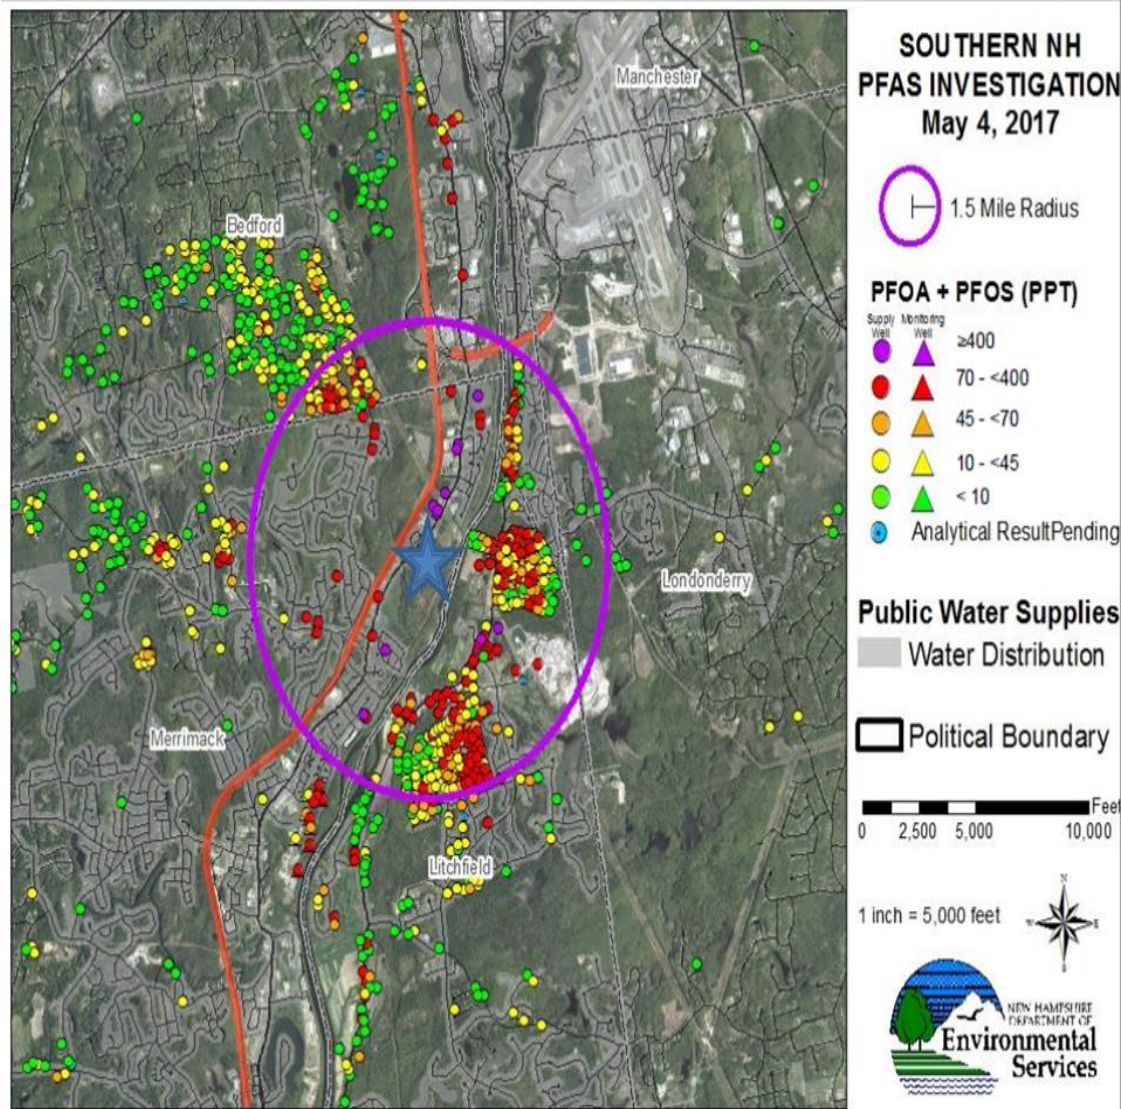 Manchester
Bedford
Londonderry
Merrimack
Litchfield
SOUTHERN NH
PFAS INVESTIGATION
May 4, 2017
1.5 Mile Radius
PFOA + PFOS (PPT)
Supply Well
Monitoring Well
≥400
70 - <400
45 - <70
10 - <45
< 10
Analytical ResultPending
Public Water Supplies
Water Distribution
Political Boundary
Feet
0 2,500 5,000 10,000
1 inch = 5,000 feet
N
W E
S
NEW HAMPSHIRE
DEPARTMENT OF
Environmental
Services